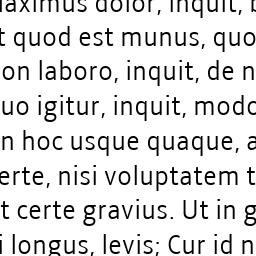 maximus dolor, inquit, b
t quod est munus, quo
on laboro, inquit, de n
uo igitur, inquit, modo
n hoc usque quaque, a
erte, nisi voluptatem t
t certe gravius. Ut in g
i longus, levis; Cur id n